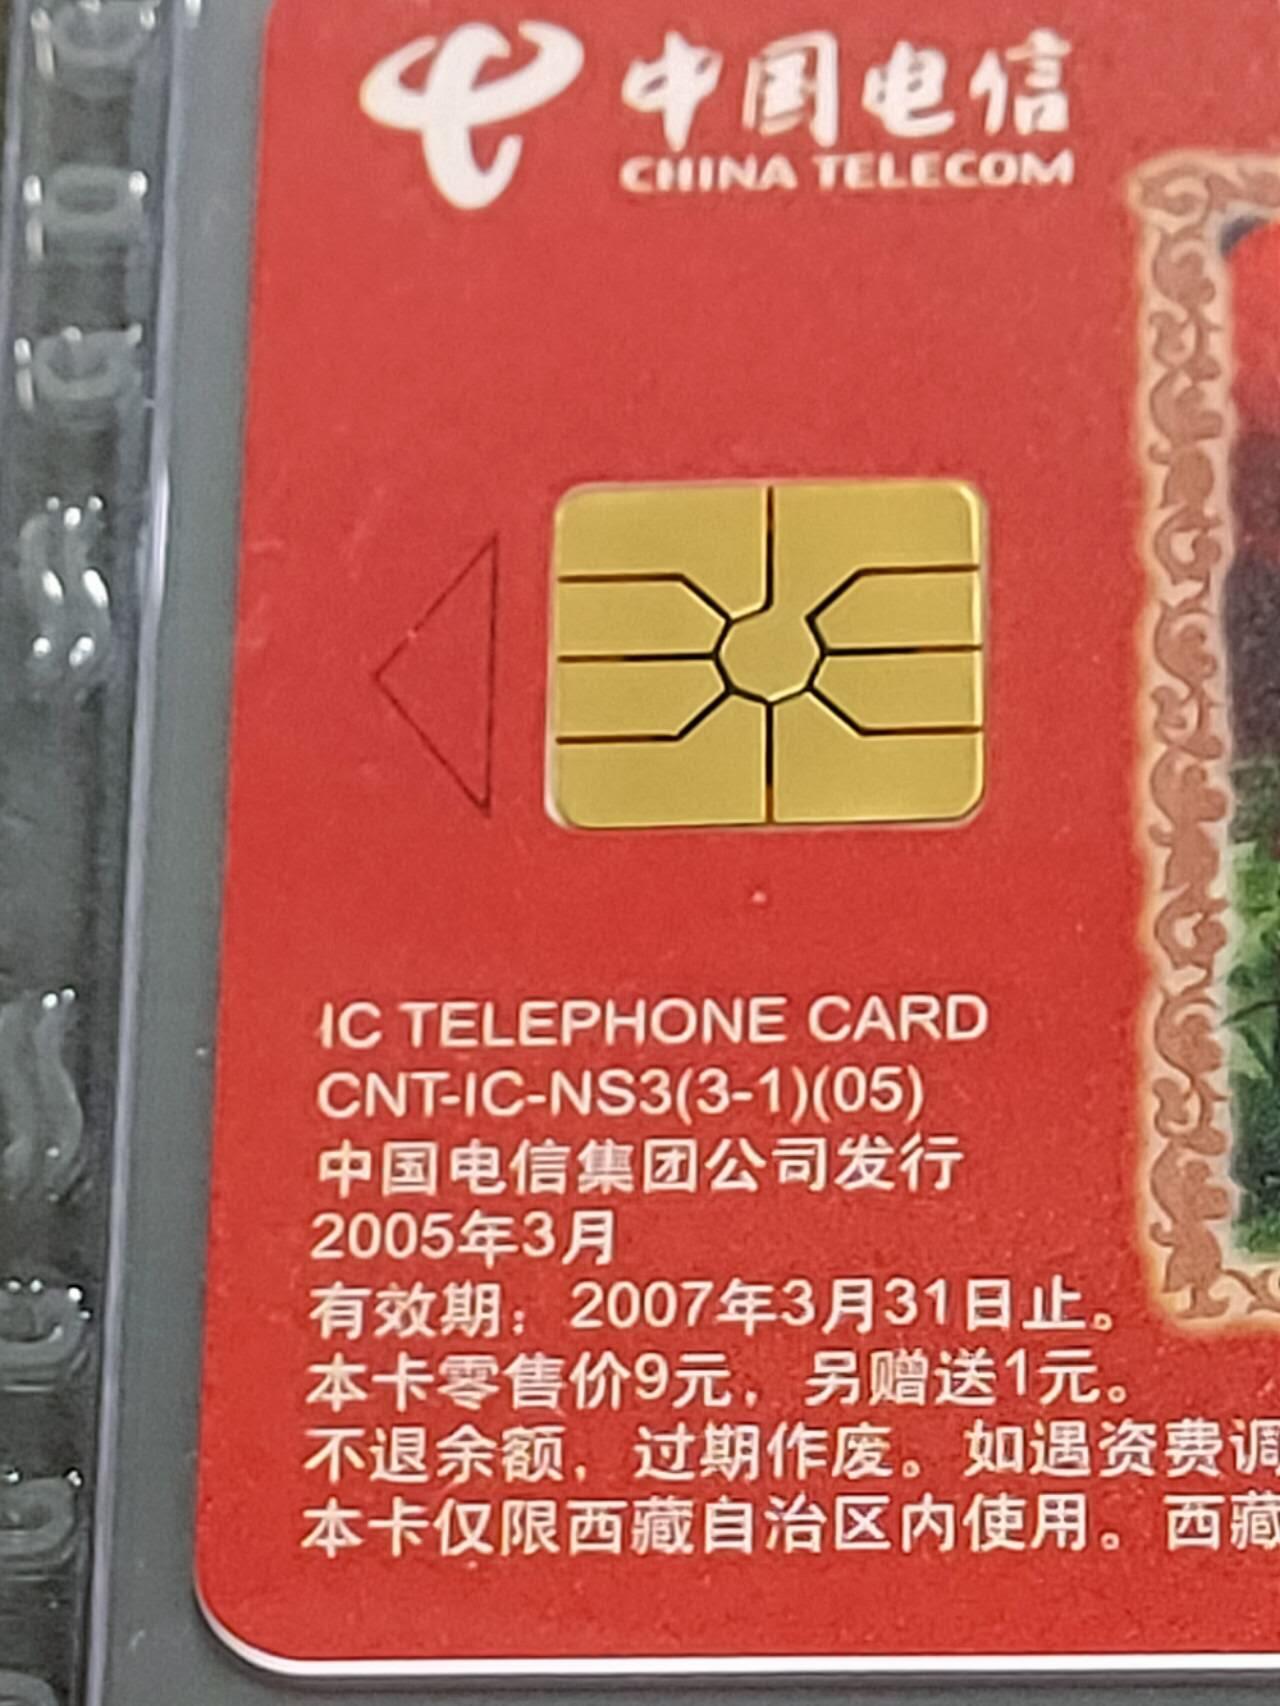 中国电信
CHINA TELECOM
IC TELEPHONE CARD
CNT-IC-NS3(3-1)(05)
中国电信集团公司发行
2005年3月
有效期：2007年3月31日止。
本卡零售价9元，另赠送1元。
不退余额，过期作废。如遇资费调
本卡仅限西藏自治区内使用。西藏